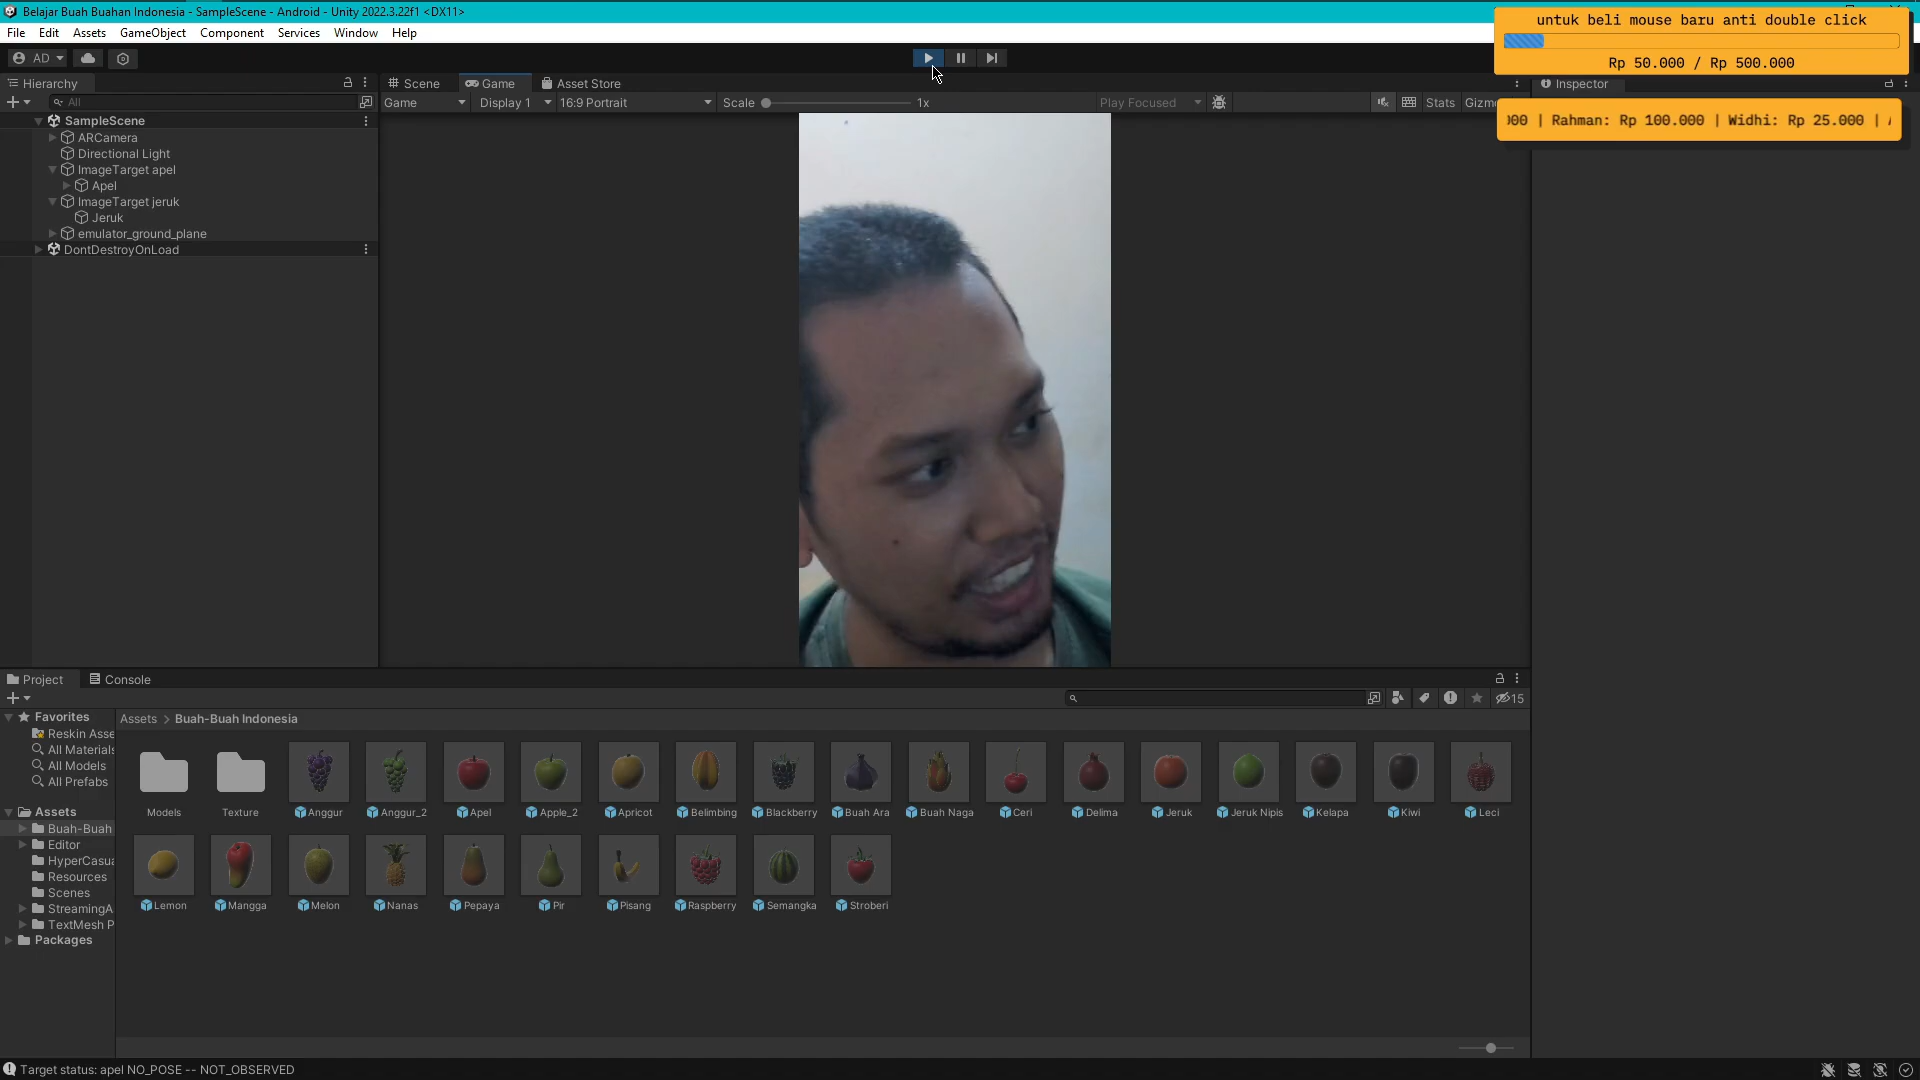 Belajar Buah Buahan Indonesia - SampleScene - Android - Unity 2022.3.22f1 <DX11>
File Edit Assets GameObject Component Services Window Help
untuk beli mouse baru anti double click
Rp 50.000 / Rp 500.000
AD
Hierarchy
Scene Game Asset Store
Inspector
All
Game Display 1 16:9 Portrait Scale 1x Play Focused Stats
| Rahman: Rp 100.000 | Widhi: Rp 25.000 |
SampleScene
ARCamera
Directional Light
ImageTarget apel
Apel
ImageTarget jeruk
Jeruk
emulator_ground_plane
DontDestroyOnLoad
Project Console
15
Favorites
Reskin Asse
All Materials
All Models
All Prefabs
Assets
Buah-Buah
Editor
HyperCasua
Resources
Scenes
StreamingA
TextMesh P
Packages
Assets > Buah-Buah Indonesia
Models Texture Anggur Anggur_2 Apel Apple_2 Apricot Belimbing Blackberry Buah Ara Buah Naga Ceri Delima Jeruk Jeruk Nipis Kelapa Kiwi Leci
Lemon Mangga Melon Nanas Pepaya Pir Pisang Raspberry Semangka Stroberi
Target status: apel NO_POSE -- NOT_OBSERVED